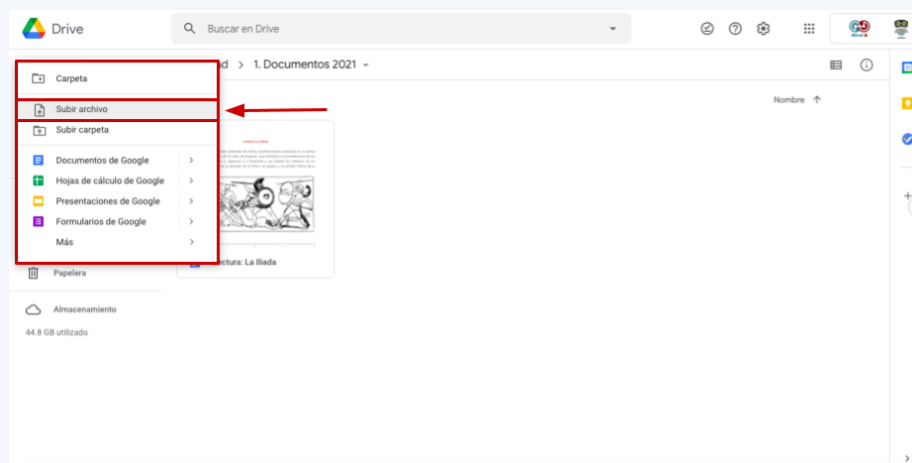 Drive
Buscar en Drive
1. Documentos 2021
Nombre
Carpeta
Subir archivo
Subir carpeta
Documentos de Google
Hojas de cálculo de Google
Presentaciones de Google
Formularios de Google
Más
Lectura: La Iliada
Papelera
Almacenamiento
44.8 GB utilizado